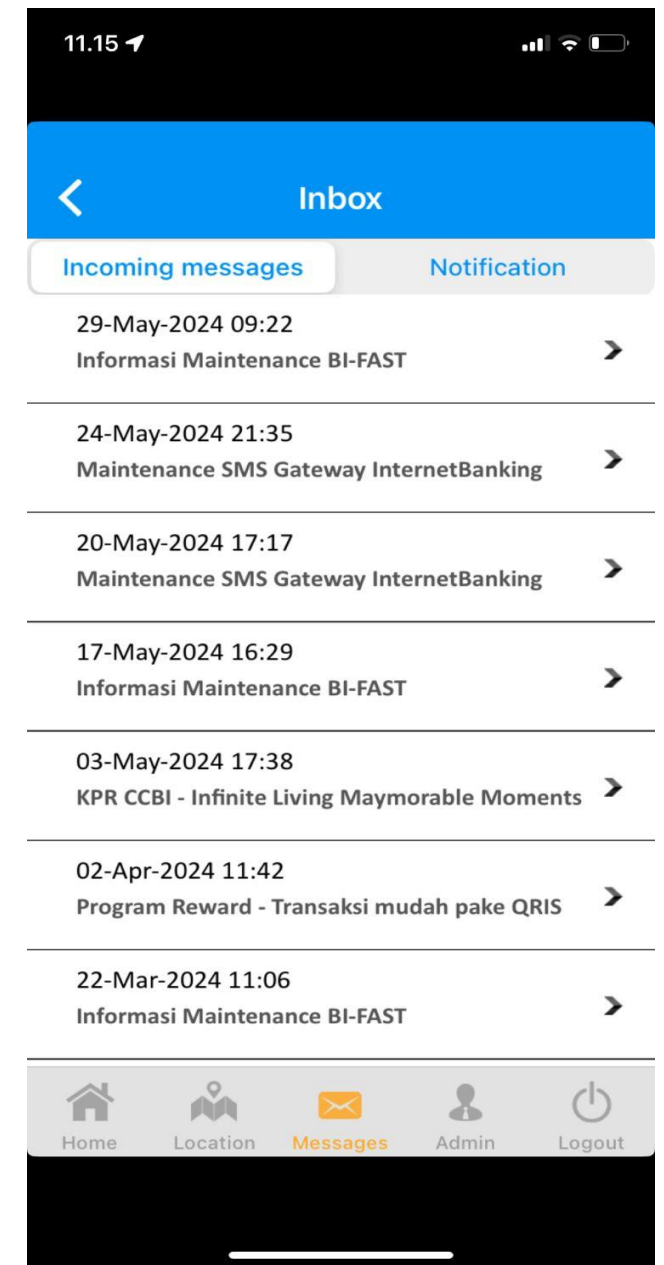 11.15
Inbox
Incoming messages
Notification
29-May-2024 09:22
Informasi Maintenance BI-FAST
24-May-2024 21:35
Maintenance SMS Gateway InternetBanking
20-May-2024 17:17
Maintenance SMS Gateway InternetBanking
17-May-2024 16:29
Informasi Maintenance BI-FAST
03-May-2024 17:38
KPR CCBI - Infinite Living Maymorable Moments
02-Apr-2024 11:42
Program Reward - Transaksi mudah pake QRIS
22-Mar-2024 11:06
Informasi Maintenance BI-FAST
Home
Location
Messages
Admin
Logout